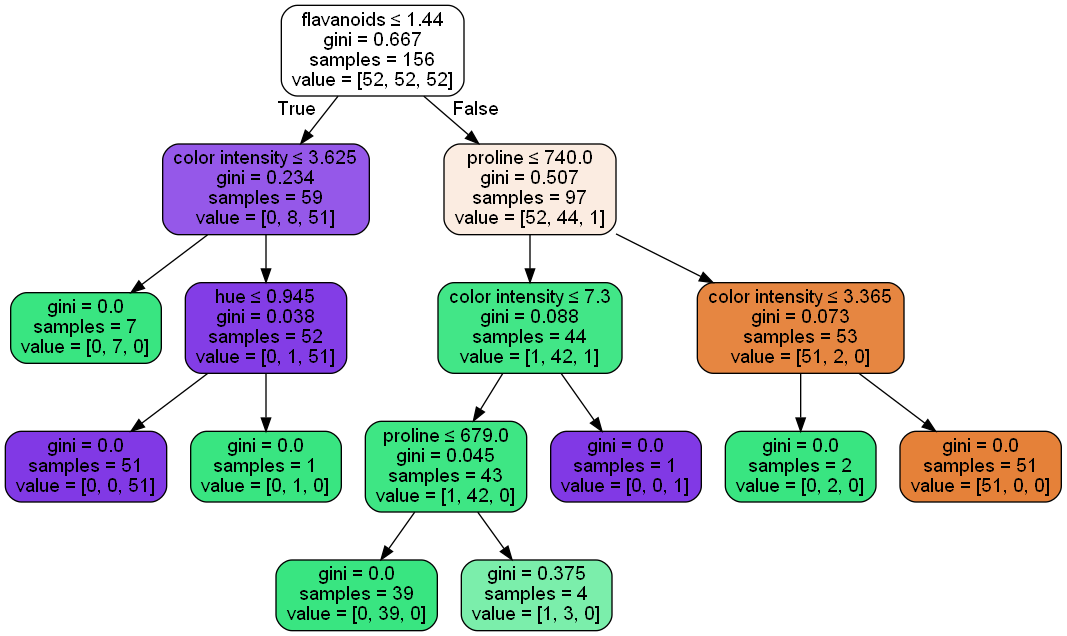 flavanoids ≤ 1.44
gini = 0.667
samples = 156
value = [52, 52, 52]
True
False
color intensity ≤ 3.625
gini = 0.234
samples = 59
value = [0, 8, 51]
proline ≤ 740.0
gini = 0.507
samples = 97
value = [52, 44, 1]
gini = 0.0
samples = 7
value = [0, 7, 0]
hue ≤ 0.945
gini = 0.038
samples = 52
value = [0, 1, 51]
color intensity ≤ 7.3
gini = 0.088
samples = 44
value = [1, 42, 1]
color intensity ≤ 3.365
gini = 0.073
samples = 53
value = [51, 2, 0]
gini = 0.0
samples = 51
value = [0, 0, 51]
gini = 0.0
samples = 1
value = [0, 1, 0]
proline ≤ 679.0
gini = 0.045
samples = 43
value = [1, 42, 0]
gini = 0.0
samples = 1
value = [0, 0, 1]
gini = 0.0
samples = 2
value = [0, 2, 0]
gini = 0.0
samples = 51
value = [51, 0, 0]
gini = 0.0
samples = 39
value = [0, 39, 0]
gini = 0.375
samples = 4
value = [1, 3, 0]